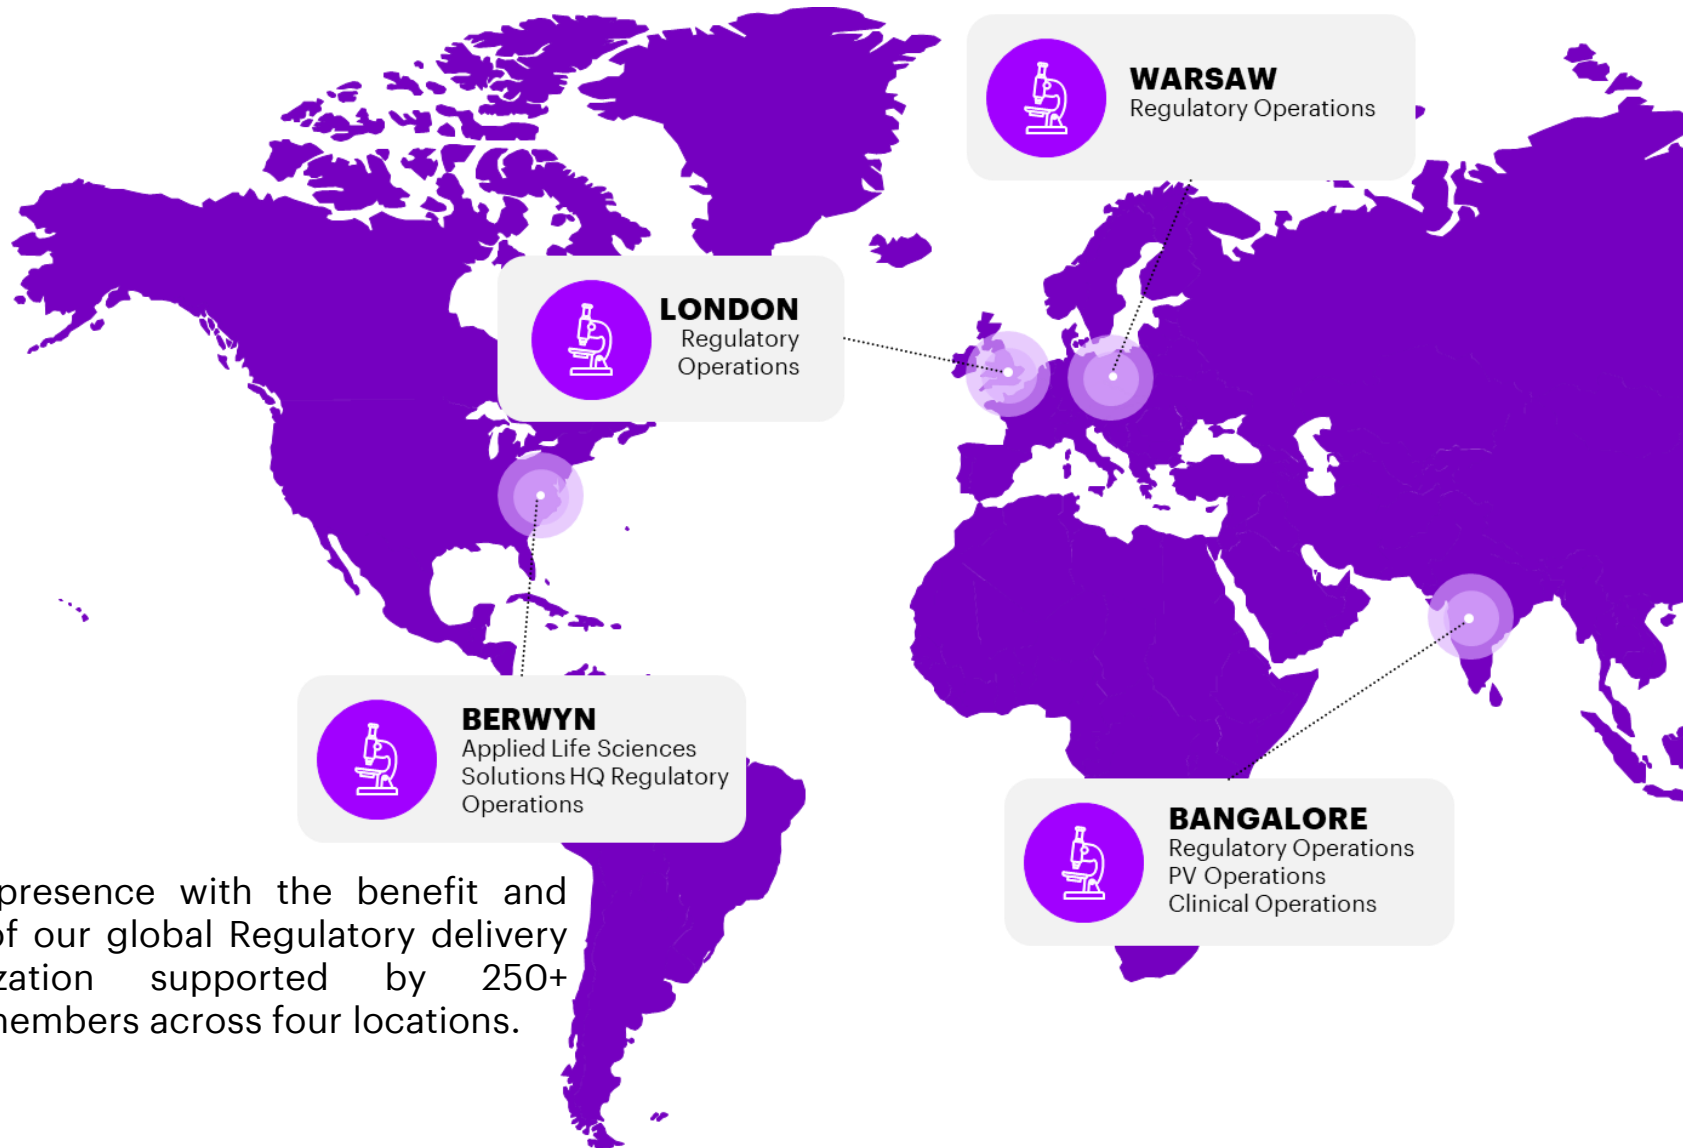 WARSAW
Regulatory Operations
LONDON
Regulatory
Operations
BERWYN
Applied Life Sciences
Solutions HQ Regulatory
Operations
BANGALORE
Regulatory Operations
PV Operations
Clinical Operations
presence with the benefit and
of our global Regulatory delivery
zation supported by 250+
members across four locations.